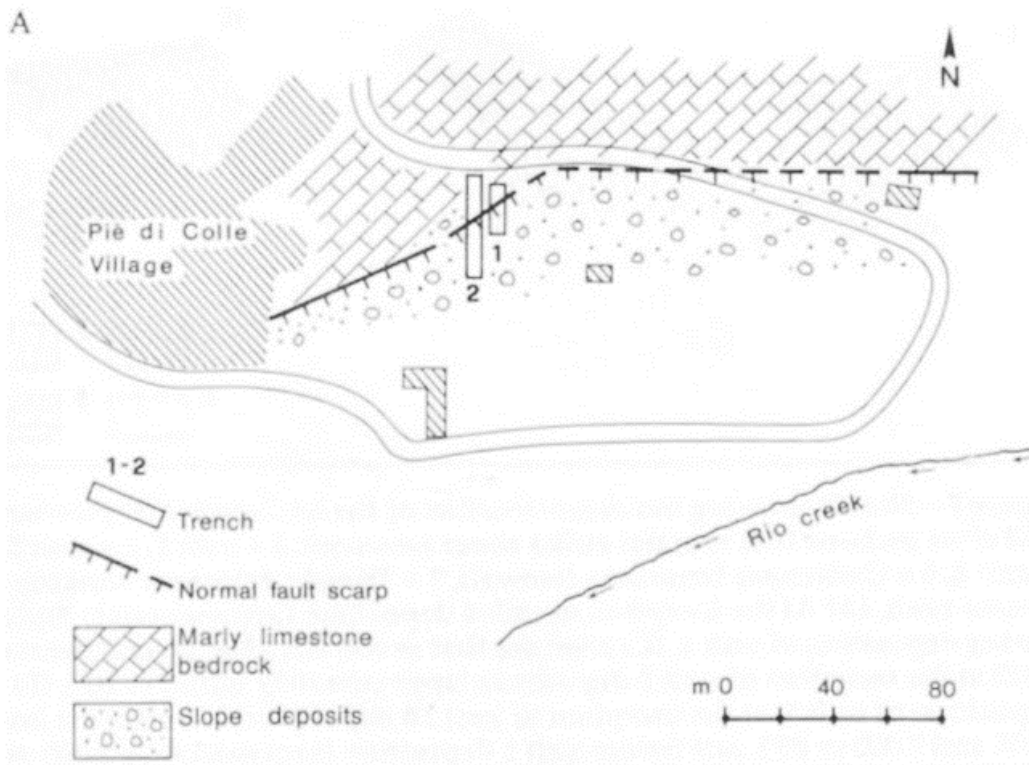 A
N
Piè di Colle
Village
1
2
1-2
Trench
Normal fault scarp
Marly limestone
bedrock
Slope deposits
Rio creek
m 0 40 80